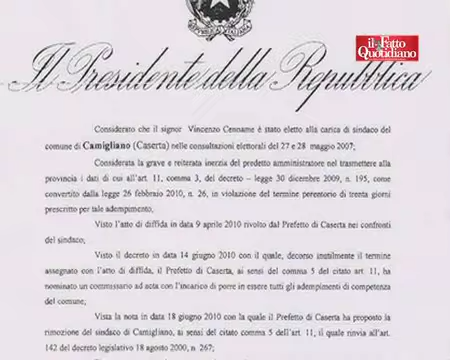 REPUBBLICA ITALIANA
il Fatto
Quotidiano
Il Presidente della Repubblica
Considerato che il signor Vincenzo Cenname è stato eletto alla carica di sindaco del
comune di Camigliano (Caserta) nelle consultazioni elettorali del 27 e 28 maggio 2007;
Considerata la grave e reiterata inerzia del predetto amministratore nel trasmettere alla
provincia i dati di cui all'art. 11, comma 3, del decreto – legge 30 dicembre 2009, n. 195, come
convertito dalla legge 26 febbraio 2010, n. 26, in violazione del termine perentorio di trenta giorni
prescritto per tale adempimento,
Visto l'atto di diffida in data 9 aprile 2010 rivolto dal Prefetto di Caserta nei confronti
del sindaco;
Visto il decreto in data 14 giugno 2010 con il quale, decorso inutilmente il termine
assegnato con l'atto di diffida, il Prefetto di Caserta, ai sensi del comma 5 del citato art. 11, ha
nominato un commissario ad acta con l'incarico di porre in essere tutti gli adempimenti di competenza
del comune;
Vista la nota in data 18 giugno 2010 con la quale il Prefetto di Caserta ha proposto la
rimozione del sindaco di Camigliano, ai sensi del citato comma 5 dell'art. 11, il quale rinvia all'art.
142 del decreto legislativo 18 agosto 2000, n. 267;